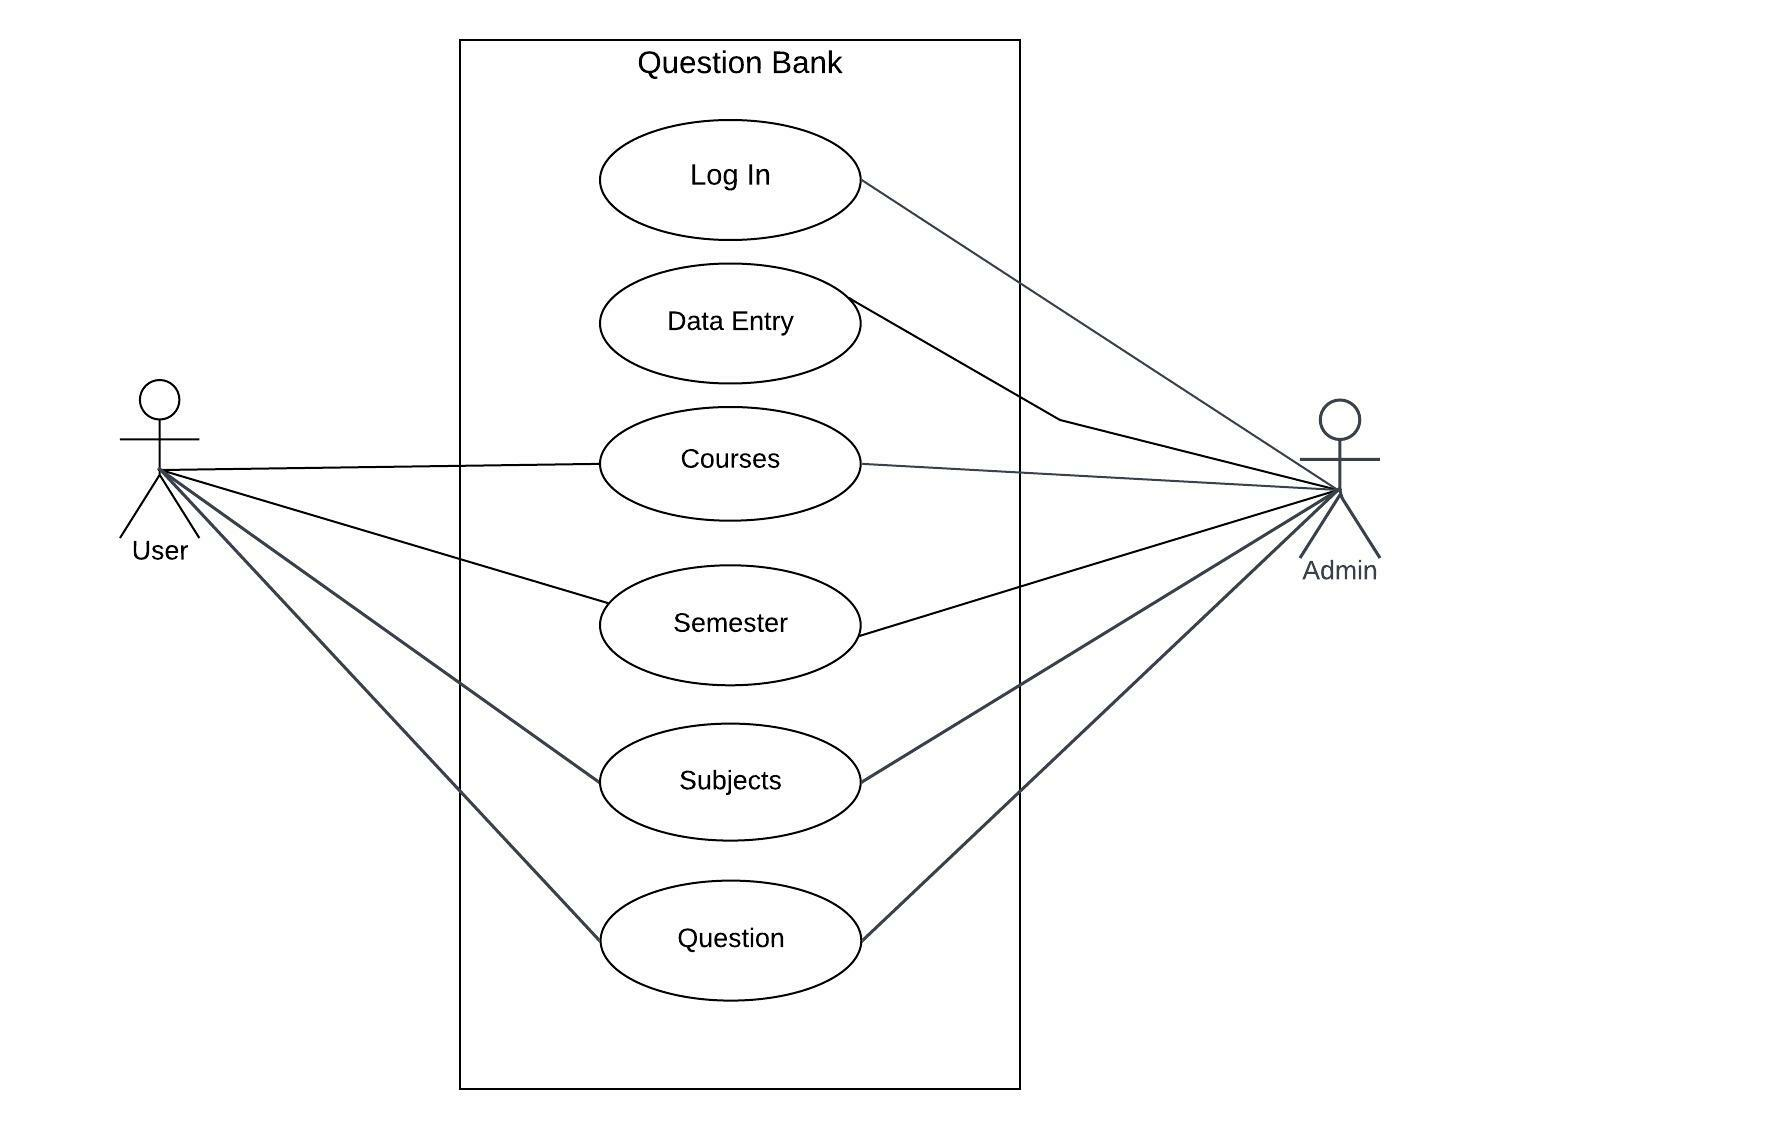 Question Bank
Log In
Data Entry
Courses
User
Admin
Semester
Subjects
Question